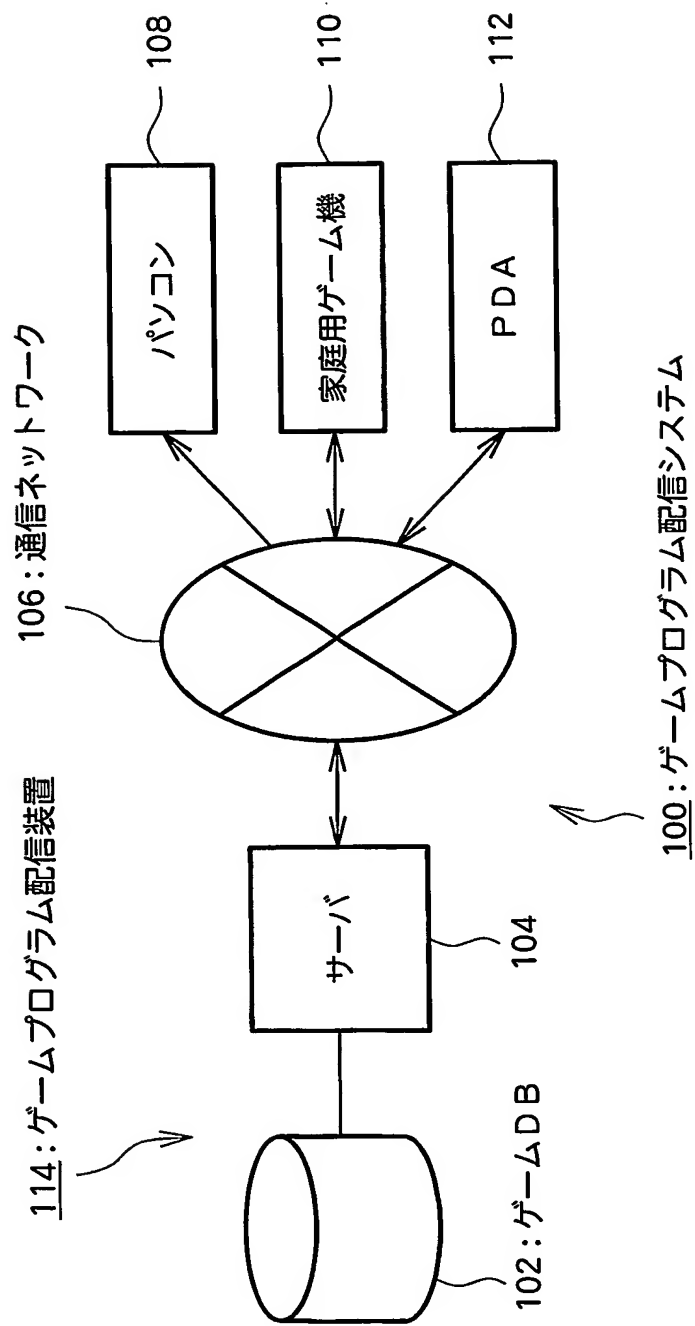 114：ゲームプログラム配信装置
106：通信ネットワーク
パソコン
108
家庭用ゲーム機
110
PDA
112
サーバ
104
102：ゲームDB
100：ゲームプログラム配信システム